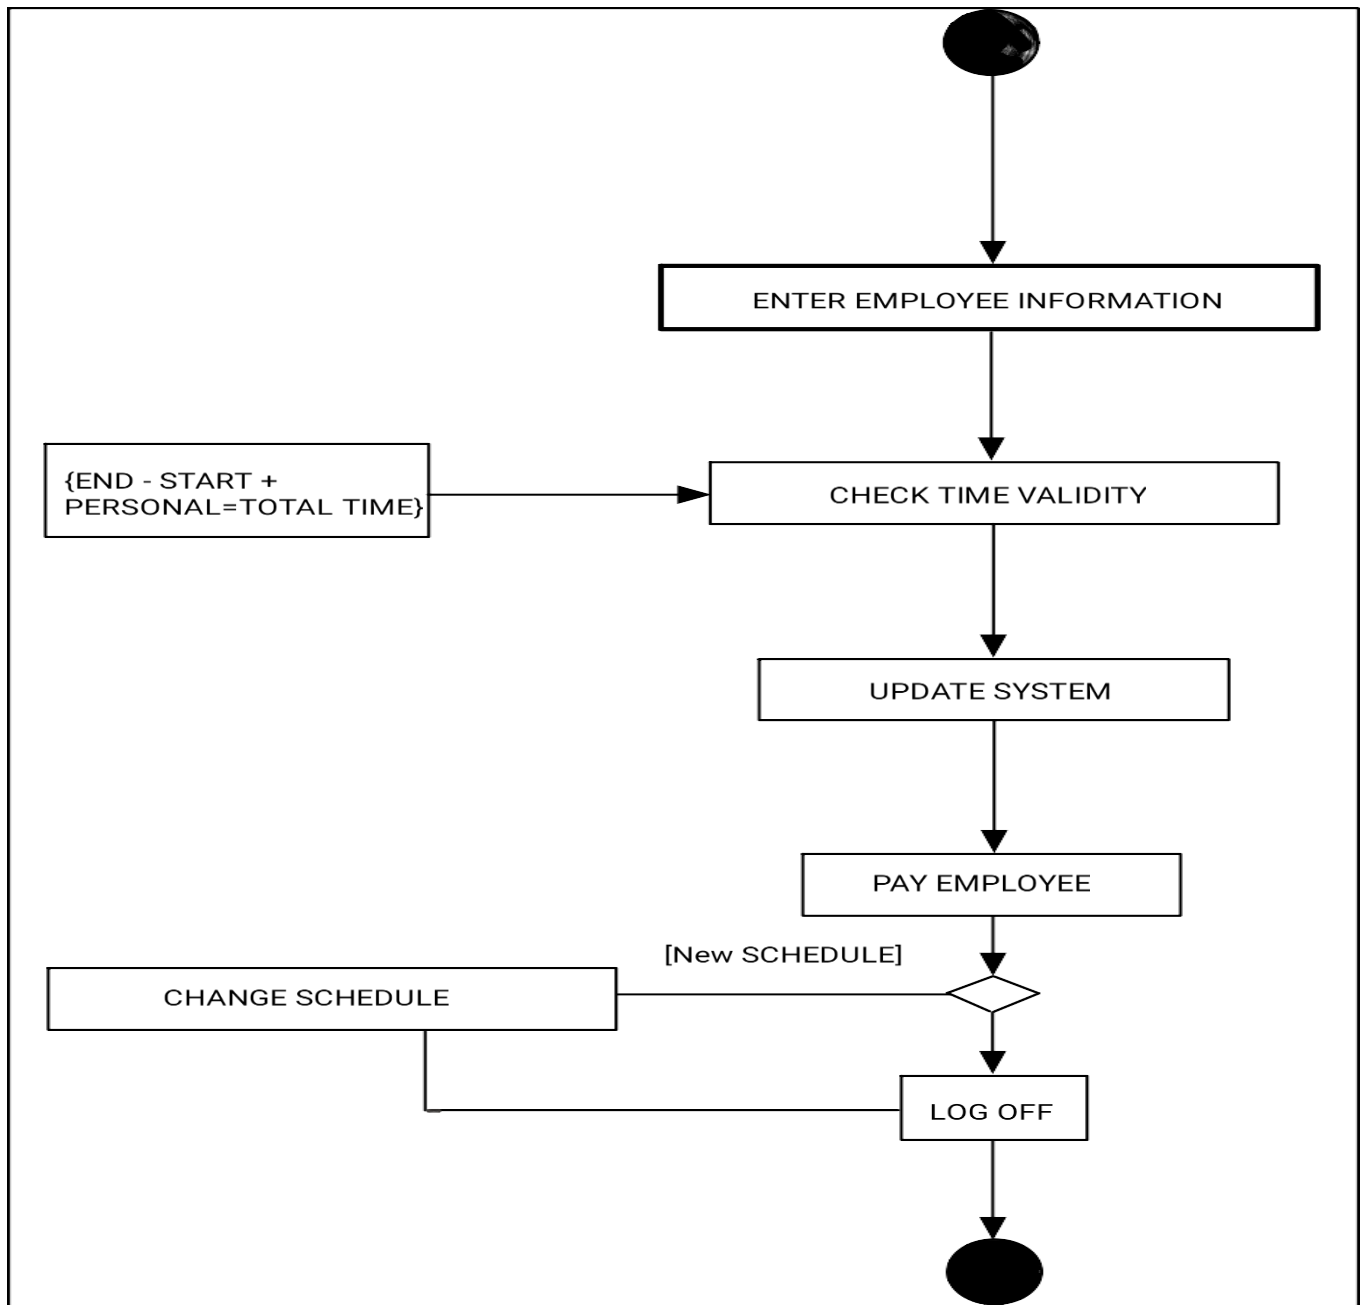 ENTER EMPLOYEE INFORMATION
{END - START +
PERSONAL=TOTAL TIME}
CHECK TIME VALIDITY
UPDATE SYSTEM
PAY EMPLOYEE
[New SCHEDULE]
CHANGE SCHEDULE
LOG OFF